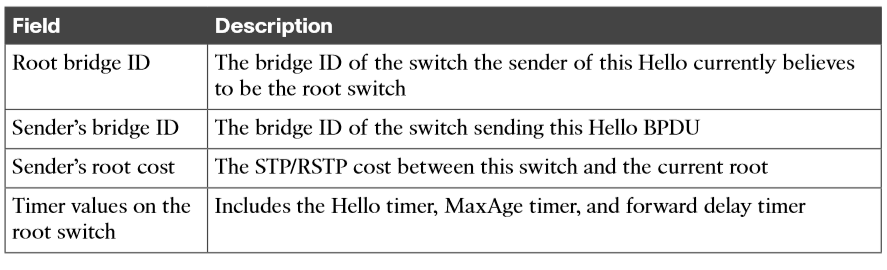 Field Description
Root bridge ID The bridge ID of the switch the sender of this Hello currently believes
to be the root switch
Sender’s bridge ID The bridge ID of the switch sending this Hello BPDU
Sender’s root cost The STP/RSTP cost between this switch and the current root
Timer values on the Includes the Hello timer, MaxAge timer, and forward delay timer
root switch